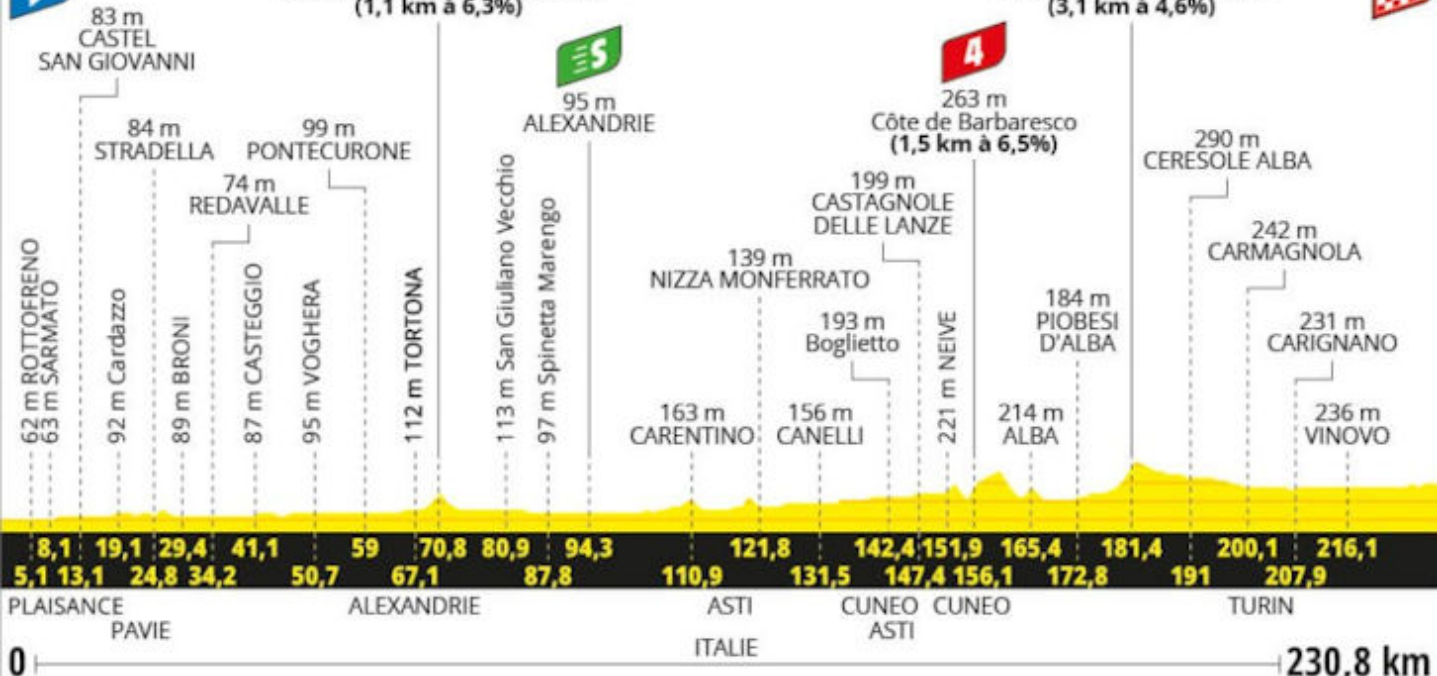 (1,1 km à 6,3%)
(3,1 km à 4,6%)
83 m
CASTEL
SAN GIOVANNI
S
95 m
ALEXANDRIE
4
263 m
Côte de Barbaresco
(1,5 km à 6,5%)
84 m
STRADELLA
99 m
PONTECURONE
74 m
REDAVALLE
290 m
CERESOLE ALBA
199 m
CASTAGNOLE
DELLE LANZE
242 m
CARMAGNOLA
139 m
NIZZA MONFERRATO
193 m
Boglietto
184 m
PIOBESI
D'ALBA
231 m
CARIGNANO
62 m ROTTOFRENO
63 m SARMATO
92 m Cardazzo
89 m BRONI
87 m CASTEGGIO
95 m VOGHERA
112 m TORTONA
113 m San Giuliano Vecchio
97 m Spinetta Marengo
163 m
CARENTINO
156 m
CANELLI
221 m NEIVE
214 m
ALBA
236 m
VINOVO
8,1 19,1 29,4 41,1 59 70,8 80,9 94,3 121,8 142,4 151,9 165,4 181,4 200,1 216,1
5,1 13,1 24,8 34,2 50,7 67,1 87,8 110,9 131,5 147,4 156,1 172,8 191 207,9
PLAISANCE ALEXANDRIE ASTI CUNEO CUNEO TURIN
PAVIE ASTI
ITALIE
0 230,8 km